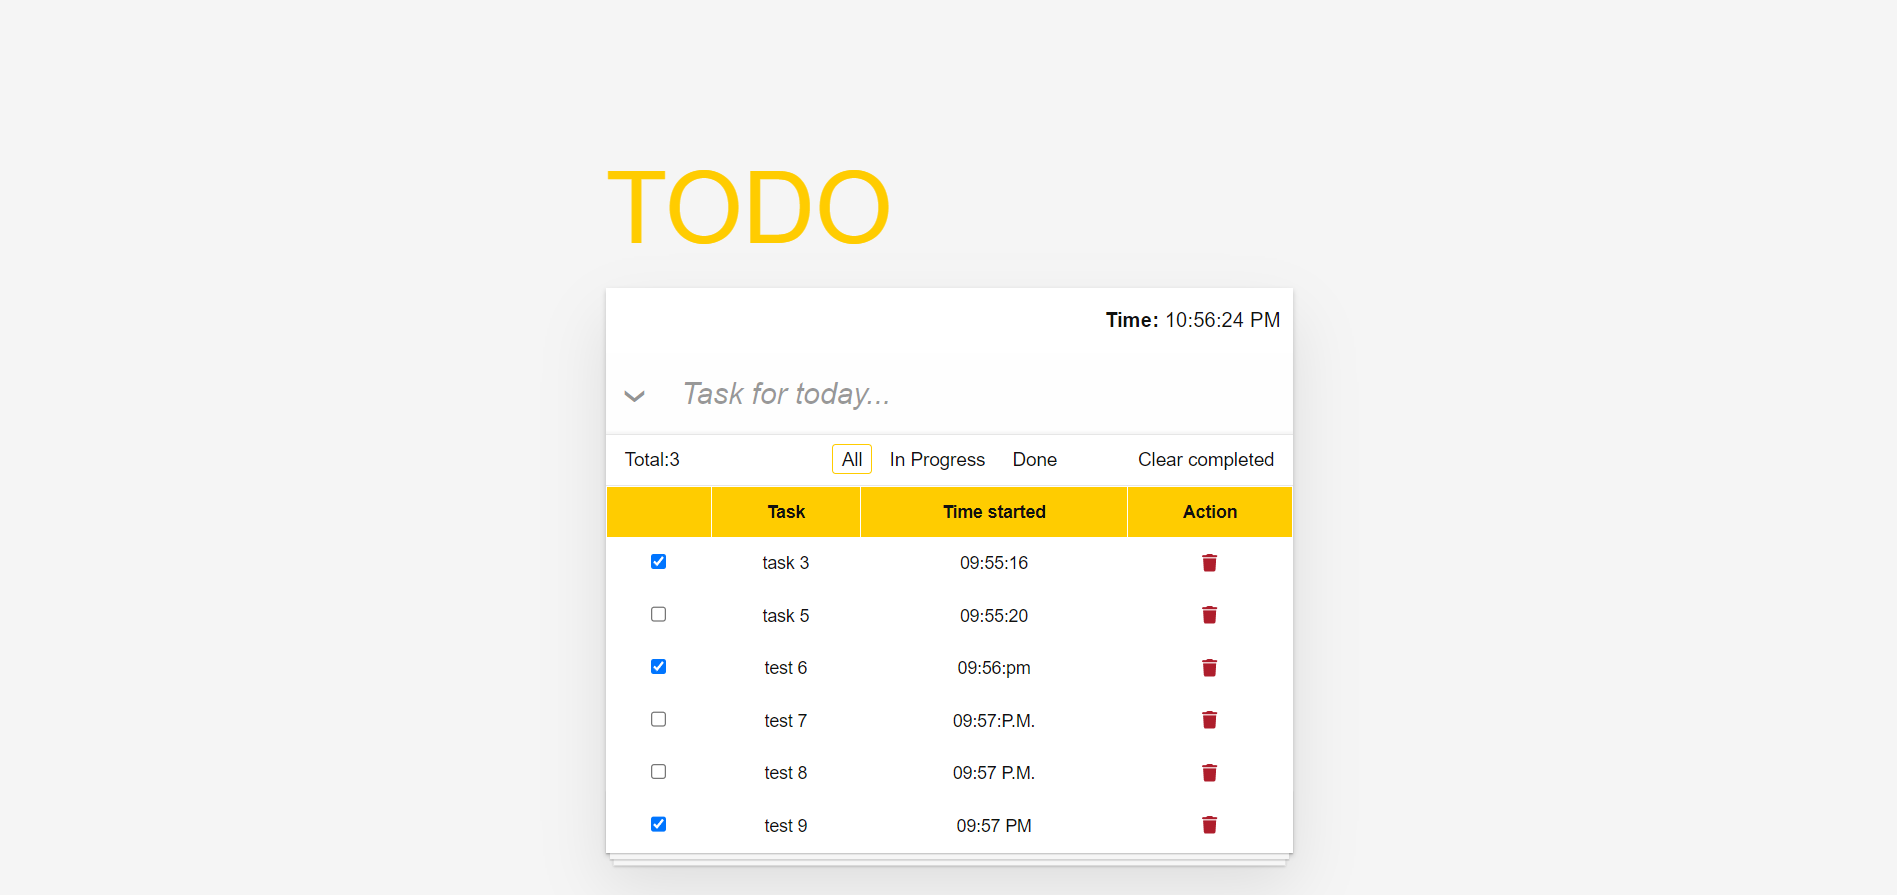 TODO
Time: 10:56:24 PM
Task for today...
Total:3 All In Progress Done Clear completed
Task Time started Action
task 3 09:55:16
task 5 09:55:20
test 6 09:56:pm
test 7 09:57:P.M.
test 8 09:57 P.M.
test 9 09:57 PM